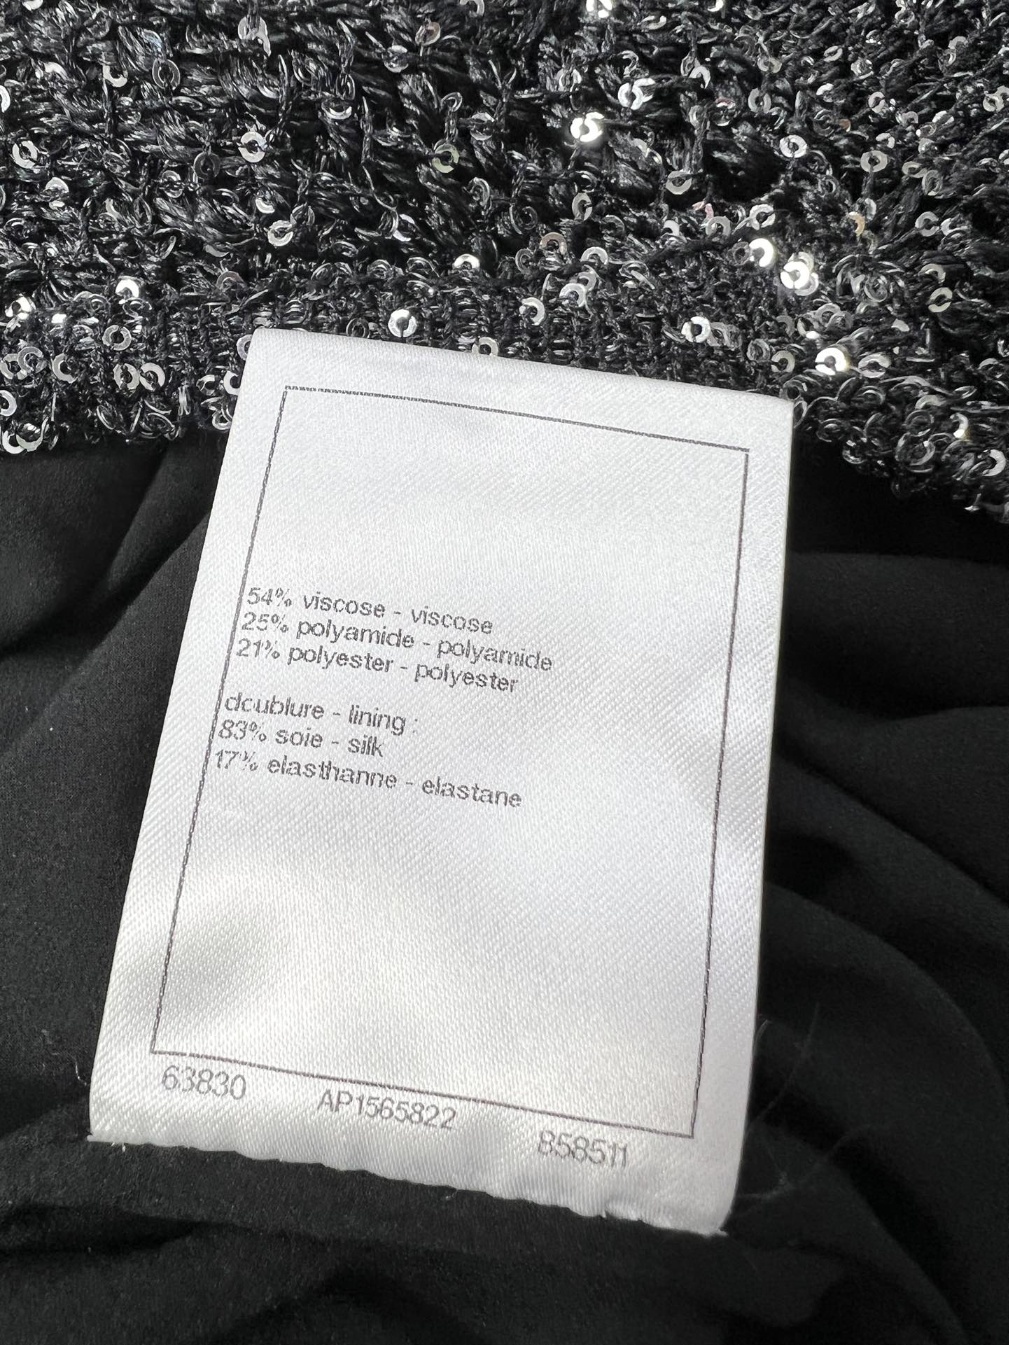 54% viscose - viscose
25% polyamide - polyamide
21% polyester - polyester
doublure - lining :
83% soie - silk
17% elasthanne - elastane
63830 AP1565822 858511